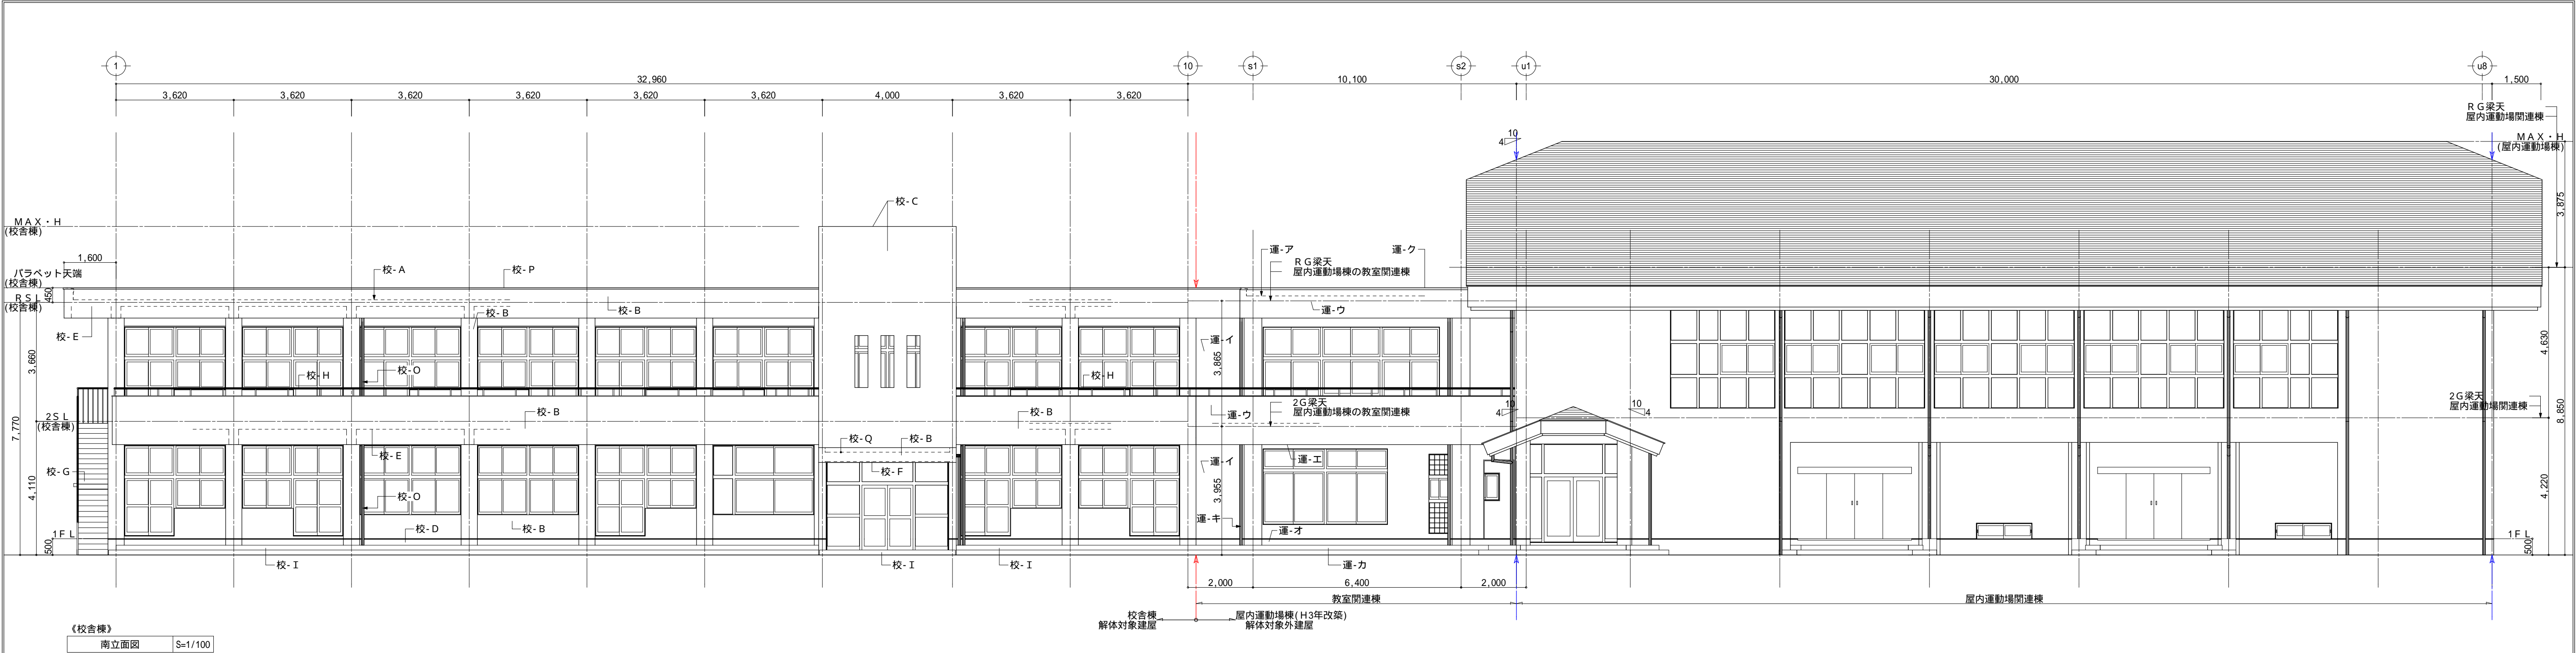 1
10
s1
s2
u1
u8
32,960
10,100
30,000
1,500
3,620
3,620
3,620
3,620
3,620
3,620
4,000
3,620
3,620
ＲＧ梁天
屋内運動場関連棟
ＭＡＸ・Ｈ
(屋内運動場棟)
10
4
3,875
校-Ｃ
ＭＡＸ・Ｈ
(校舎棟)
1,600
パラペット天端
(校舎棟)
450
ＲＳＬ
(校舎棟)
校-Ａ
校-Ｐ
運-ア
運-ク
ＲＧ梁天
屋内運動場棟の教室関連棟
校-Ｂ
校-Ｂ
運-ウ
校-Ｅ
運-イ
3,660
3,865
4,630
校-Ｈ
校-Ｏ
校-Ｈ
2ＳＬ
(校舎棟)
校-Ｂ
校-Ｂ
運-ウ
2Ｇ梁天
屋内運動場棟の教室関連棟
10
4
10
4
2Ｇ梁天
屋内運動場関連棟
7,770
8,850
校-Ｑ
校-Ｂ
校-Ｅ
校-Ｆ
運-イ
運-エ
校-Ｇ
4,110
3,955
4,220
校-Ｏ
校-Ｄ
校-Ｂ
運-キ
運-オ
1ＦＬ
500
1ＦＬ
500
校-Ｉ
校-Ｉ
校-Ｉ
運-カ
2,000
6,400
2,000
教室関連棟
屋内運動場関連棟
校舎棟
解体対象建屋
屋内運動場棟(Ｈ3年改築)
解体対象外建屋
《校舎棟》
南立面図
S=1/100